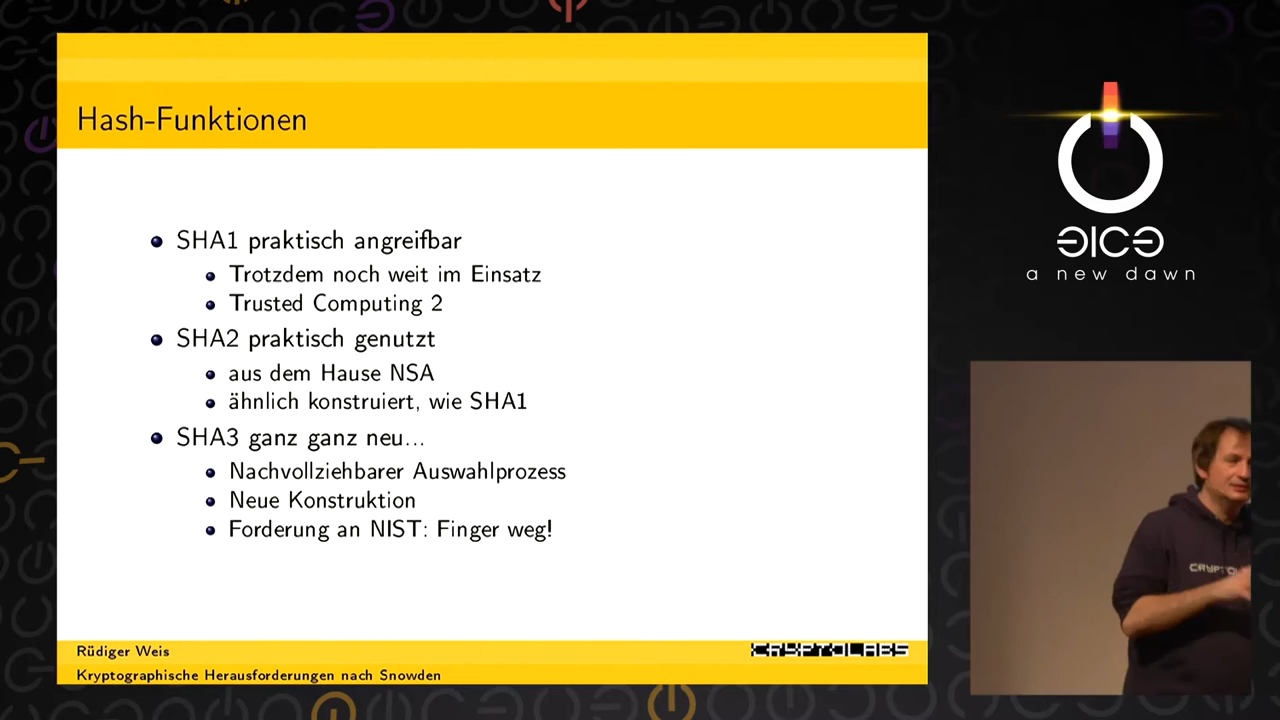 Hash-Funktionen
SHA1 praktisch angreifbar
Trotzdem noch weit im Einsatz
Trusted Computing 2
SHA2 praktisch genutzt
aus dem Hause NSA
ähnlich konstruiert, wie SHA1
SHA3 ganz ganz neu...
Nachvollziehbarer Auswahlprozess
Neue Konstruktion
Forderung an NIST: Finger weg!
Rüdiger Weis
CRYPTOLABS
Kryptographische Herausforderungen nach Snowden
a new dawn